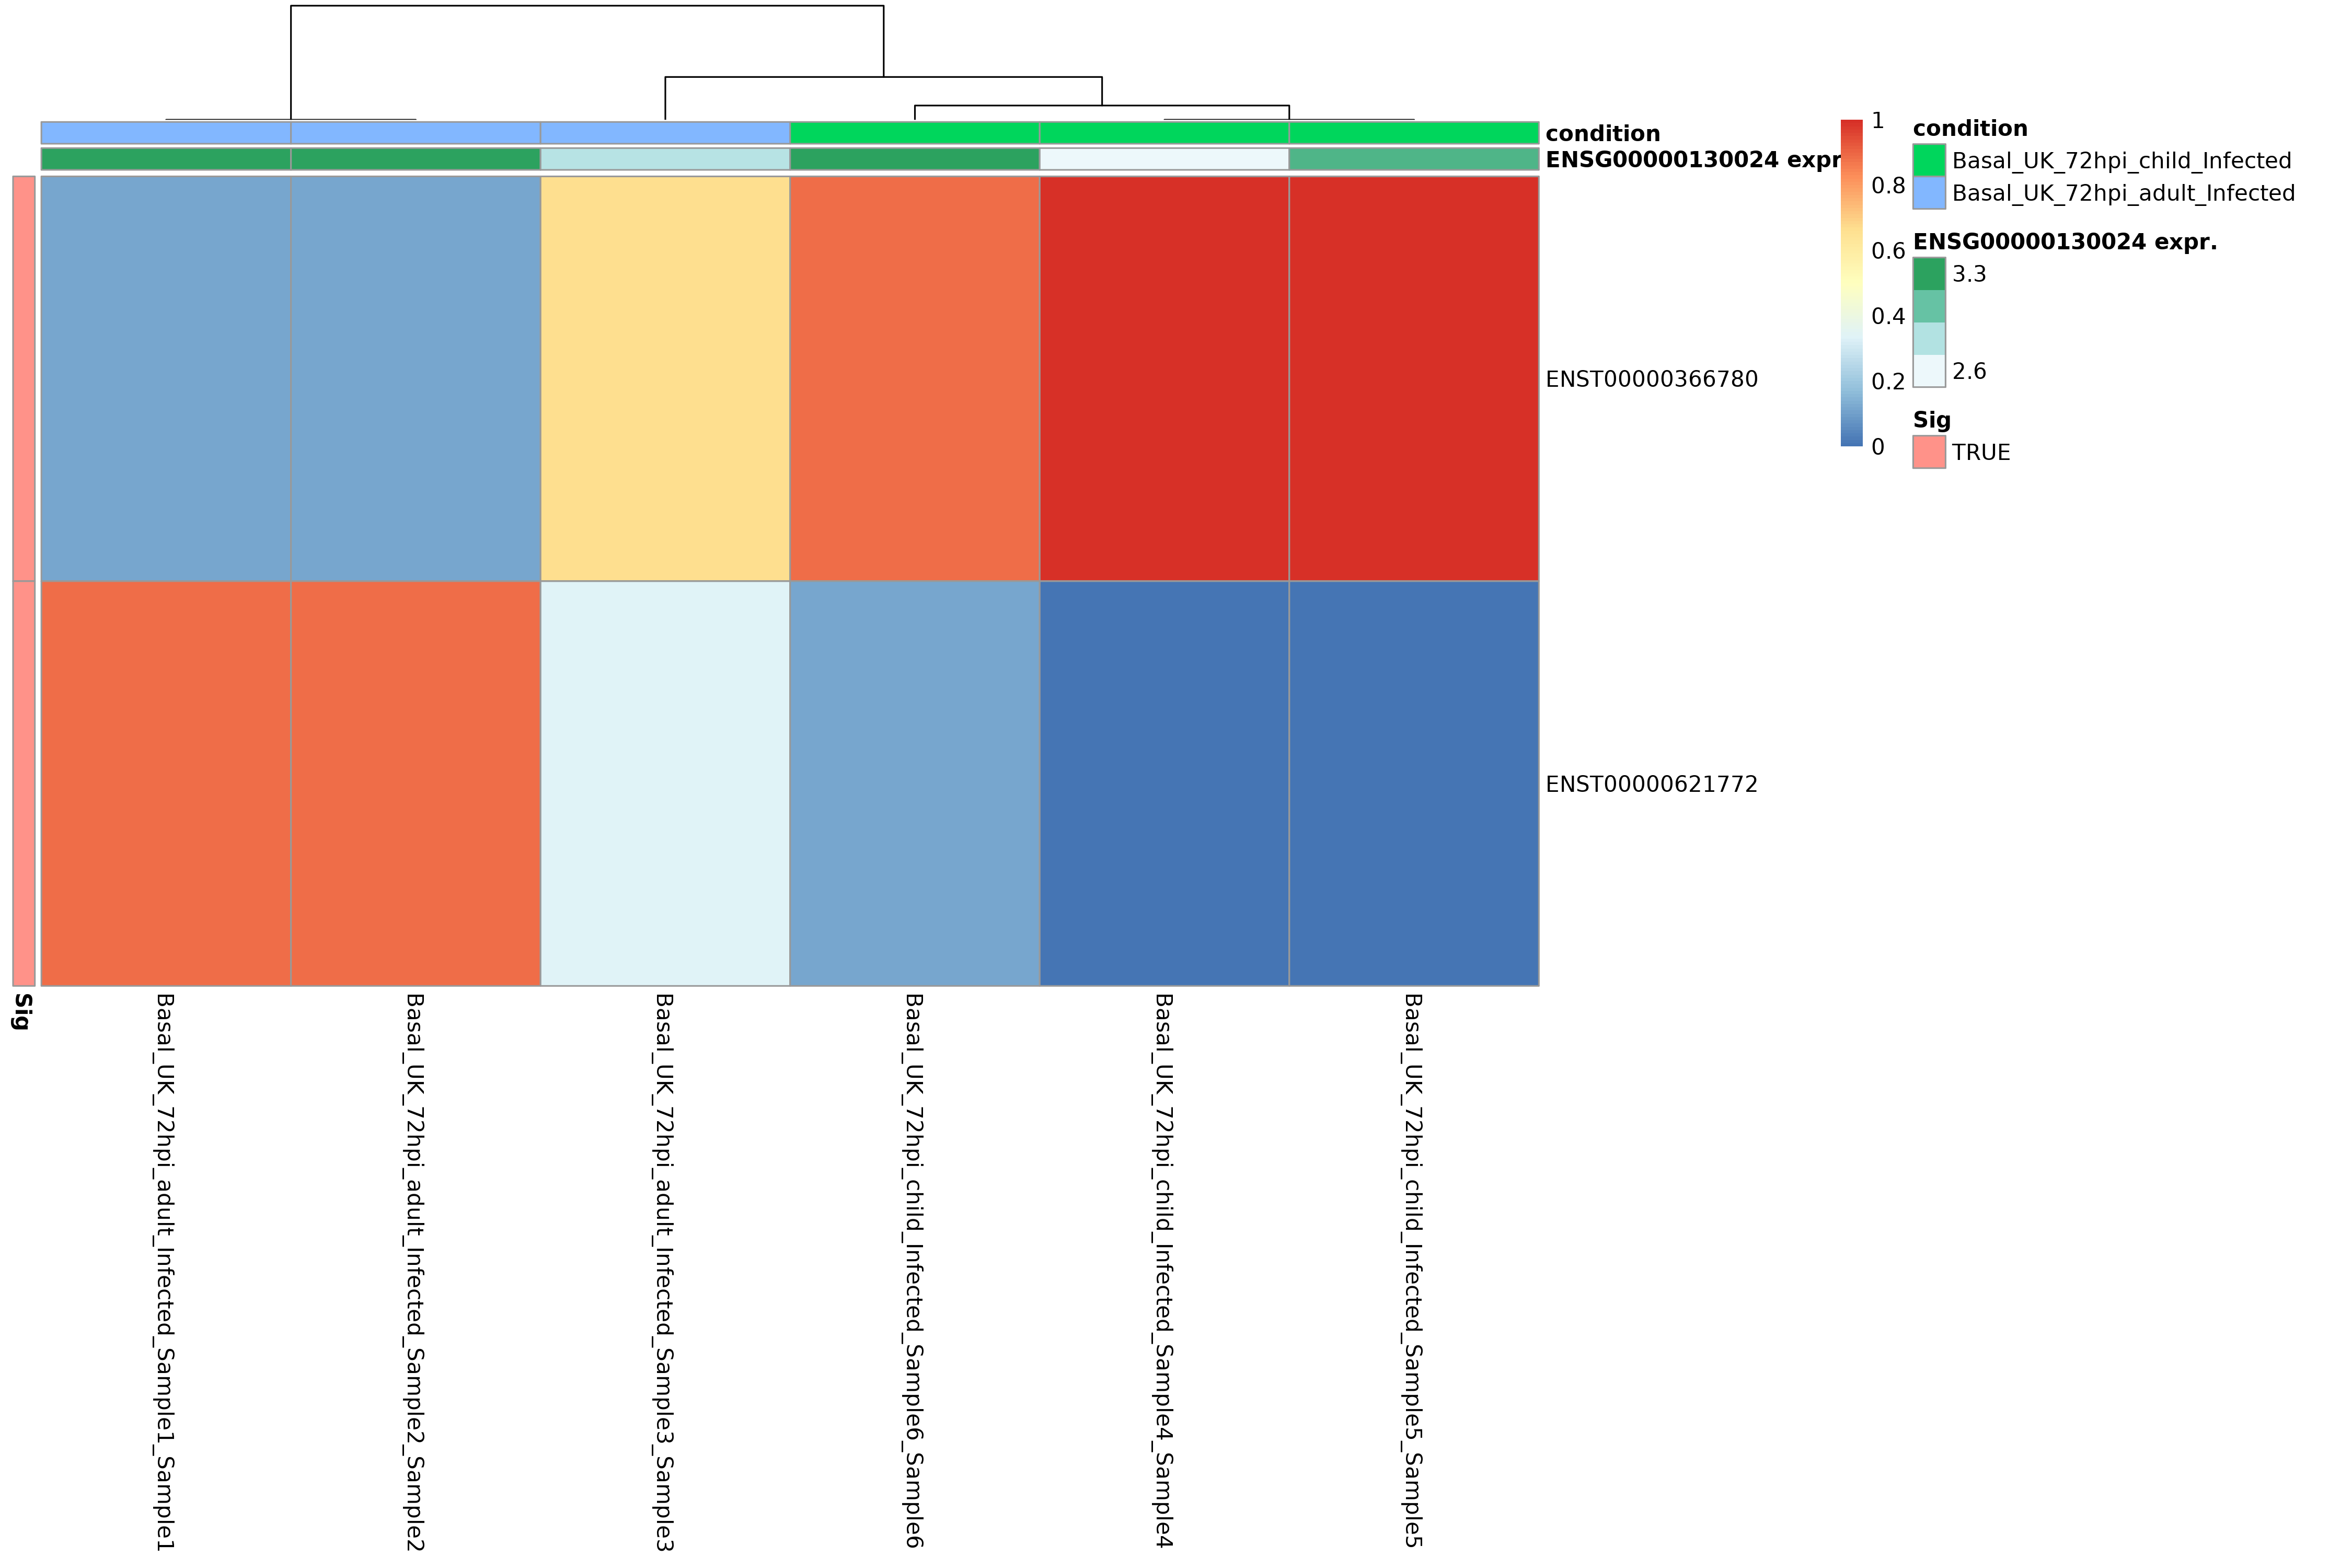 condition
ENSG00000130024 expr
1
0.8
0.6
0.4
0.2
0
condition
Basal_UK_72hpi_child_Infected
Basal_UK_72hpi_adult_Infected
ENSG00000130024 expr.
3.3
2.6
Sig
TRUE
ENST00000366780
ENST00000621772
Sig
Basal_UK_72hpi_adult_Infected_Sample1_Sample1
Basal_UK_72hpi_adult_Infected_Sample2_Sample2
Basal_UK_72hpi_adult_Infected_Sample3_Sample3
Basal_UK_72hpi_child_Infected_Sample6_Sample6
Basal_UK_72hpi_child_Infected_Sample4_Sample4
Basal_UK_72hpi_child_Infected_Sample5_Sample5